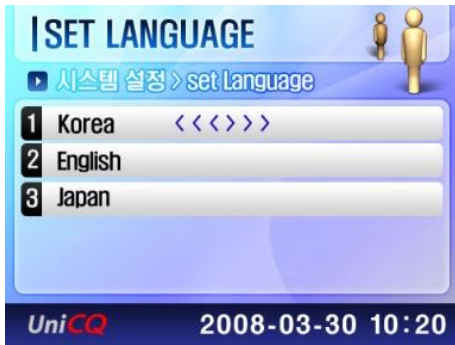 SET LANGUAGE
시스템 설정 > set Language
1 Korea < < < > > >
2 English
3 Japan
UniCQ 2008-03-30 10:20